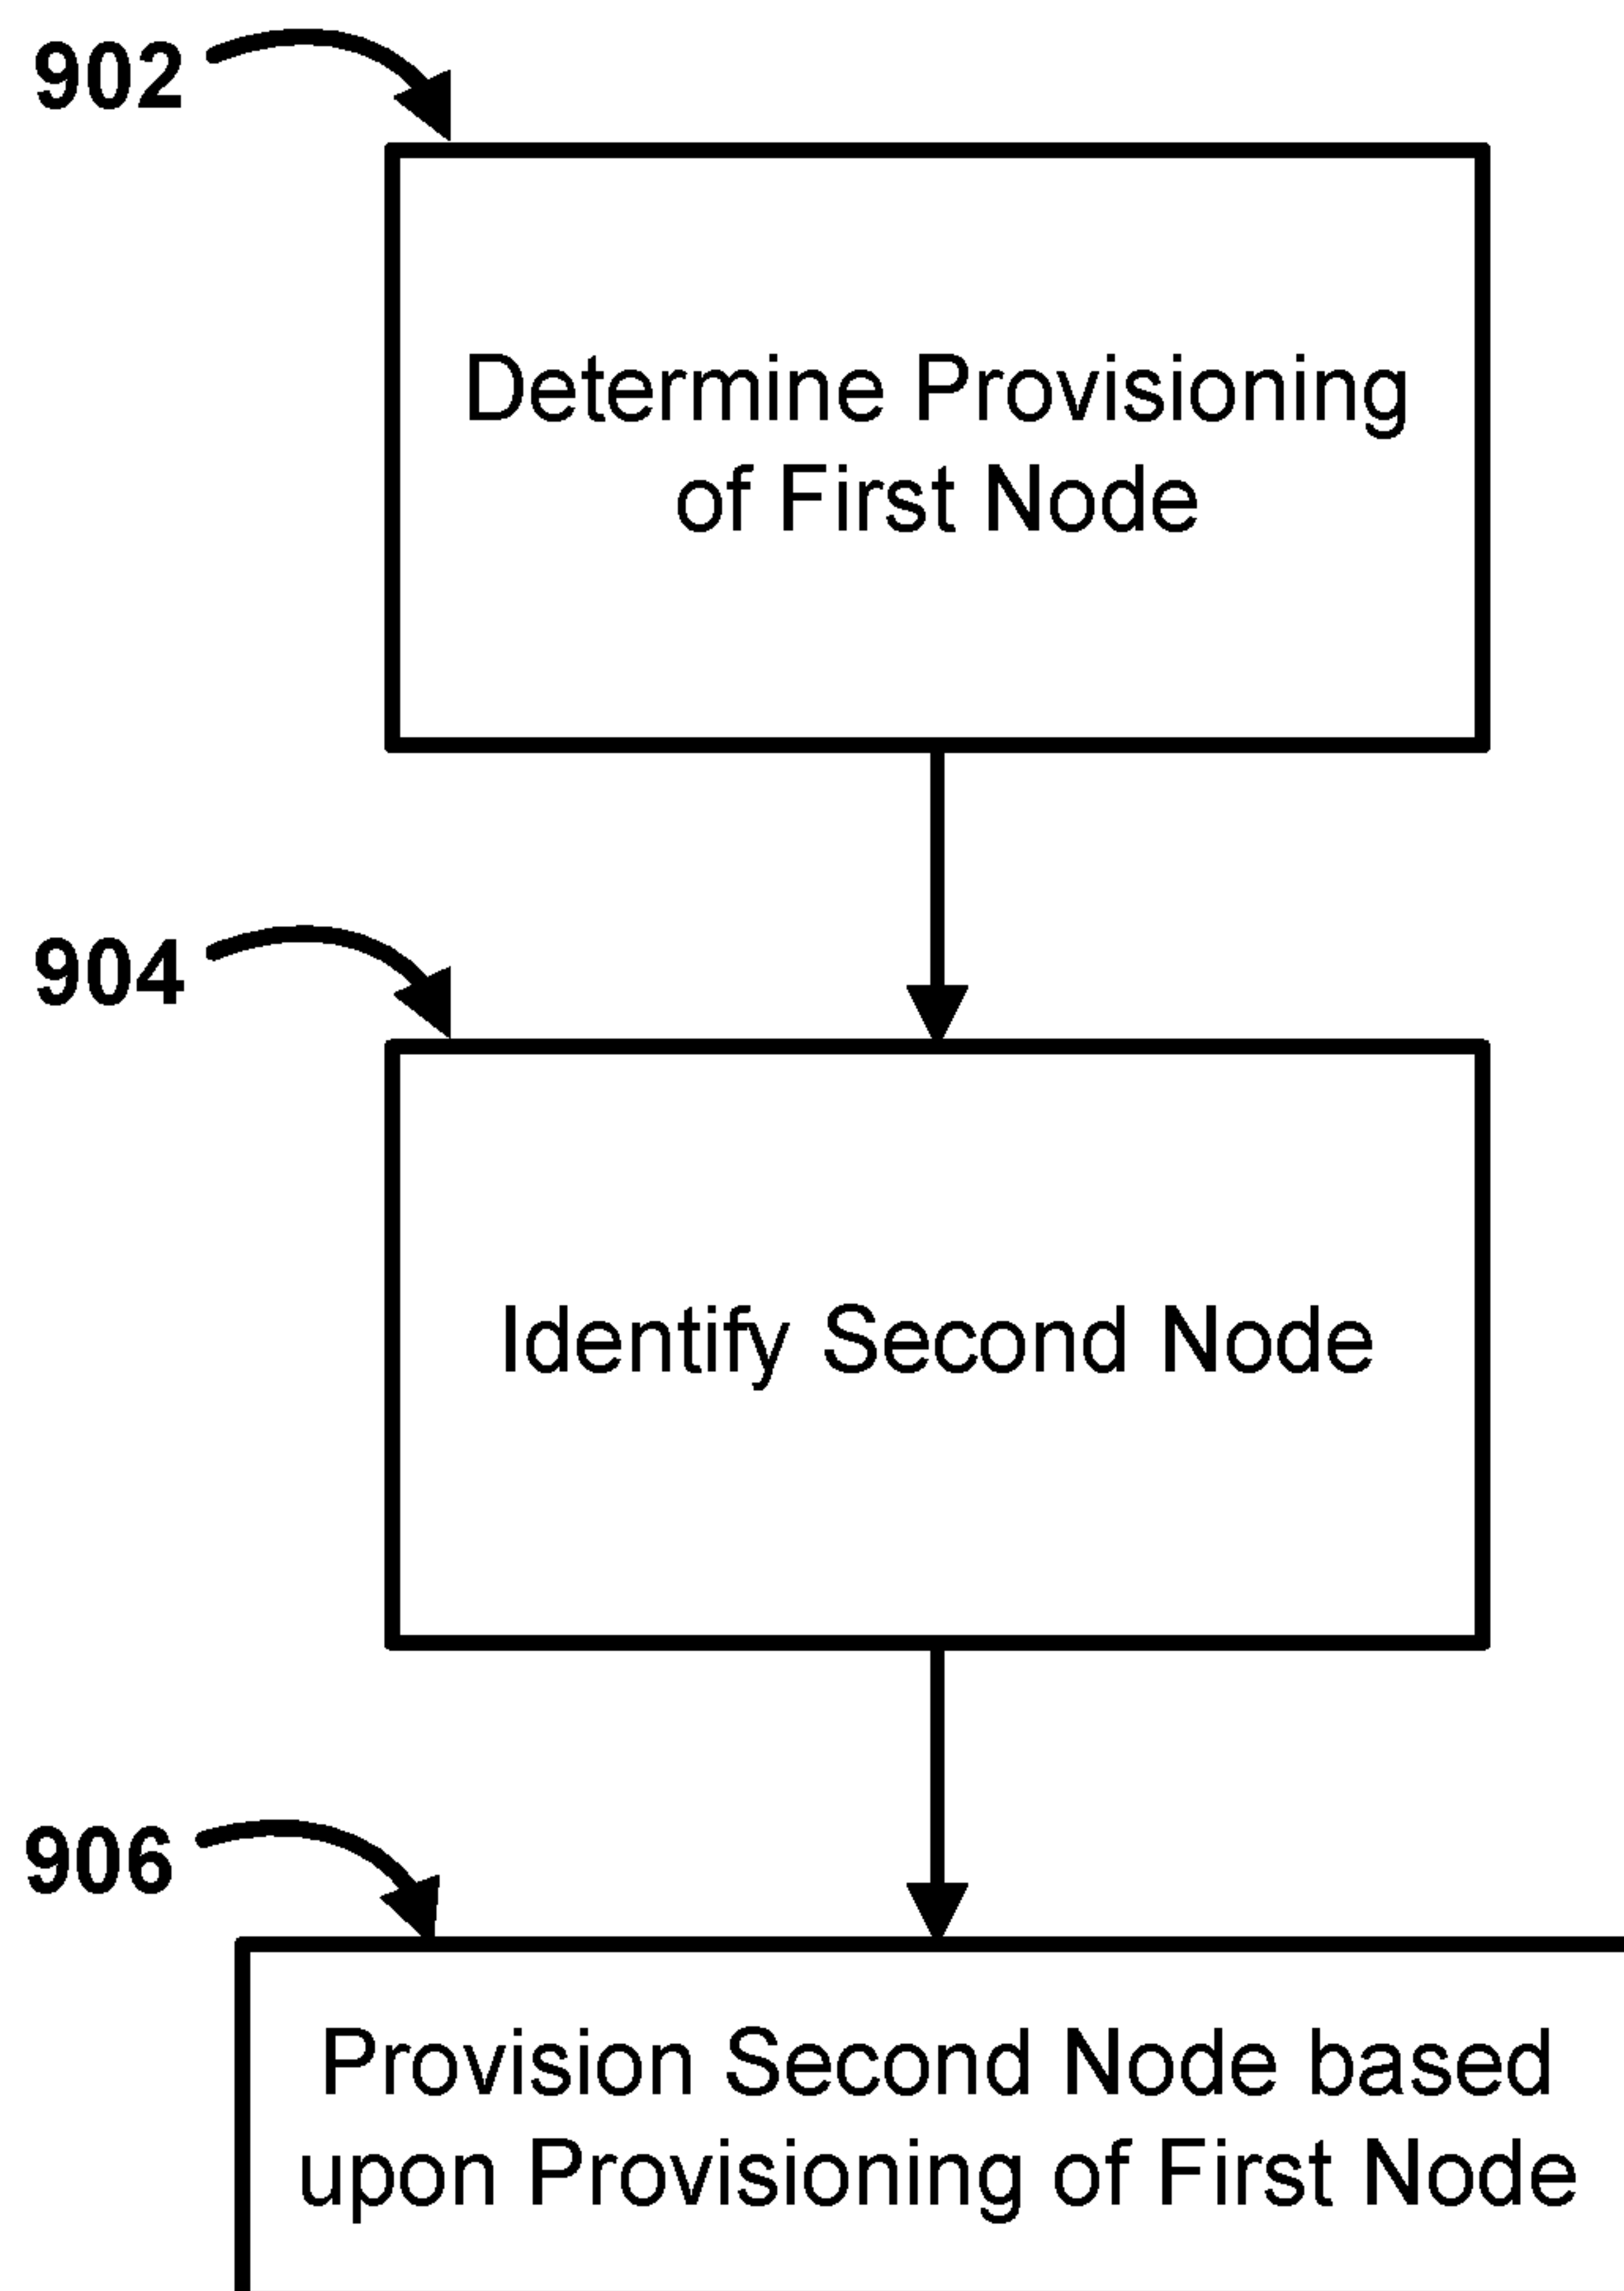 902
Determine Provisioning
of First Node
904
Identify Second Node
906
Provision Second Node based
upon Provisioning of First Node